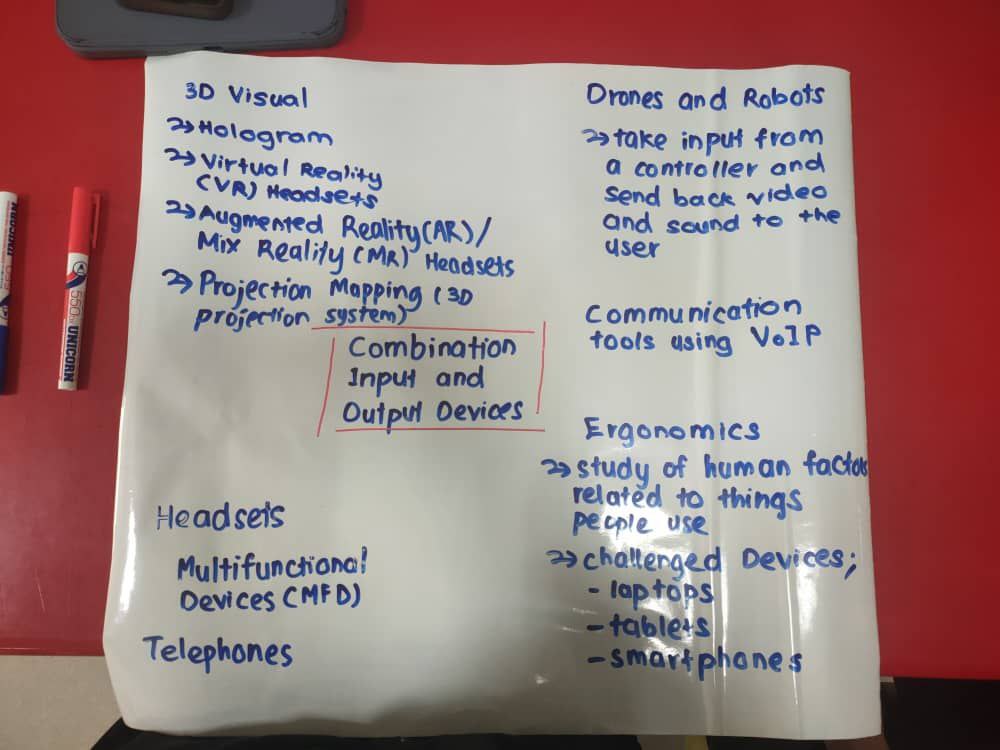 3D Visual
→ Hologram
→ Virtual Reality
(VR) Headsets
→ Augmented Reality (AR)/
Mix Reality (MR) Headsets
→ Projection Mapping (3D
projection system)
Combination
Input and
Output Devices
Headsets
Multifunctional
Devices (MFD)
Telephones
Drones and Robots
→ take input from
a controller and
send back video
and sound to the
user
Communication
tools using VoIP
Ergonomics
→ study of human factors
related to things
people use
→ challenged Devices;
- laptops
- tablets
- smartphones
550
UNICORN